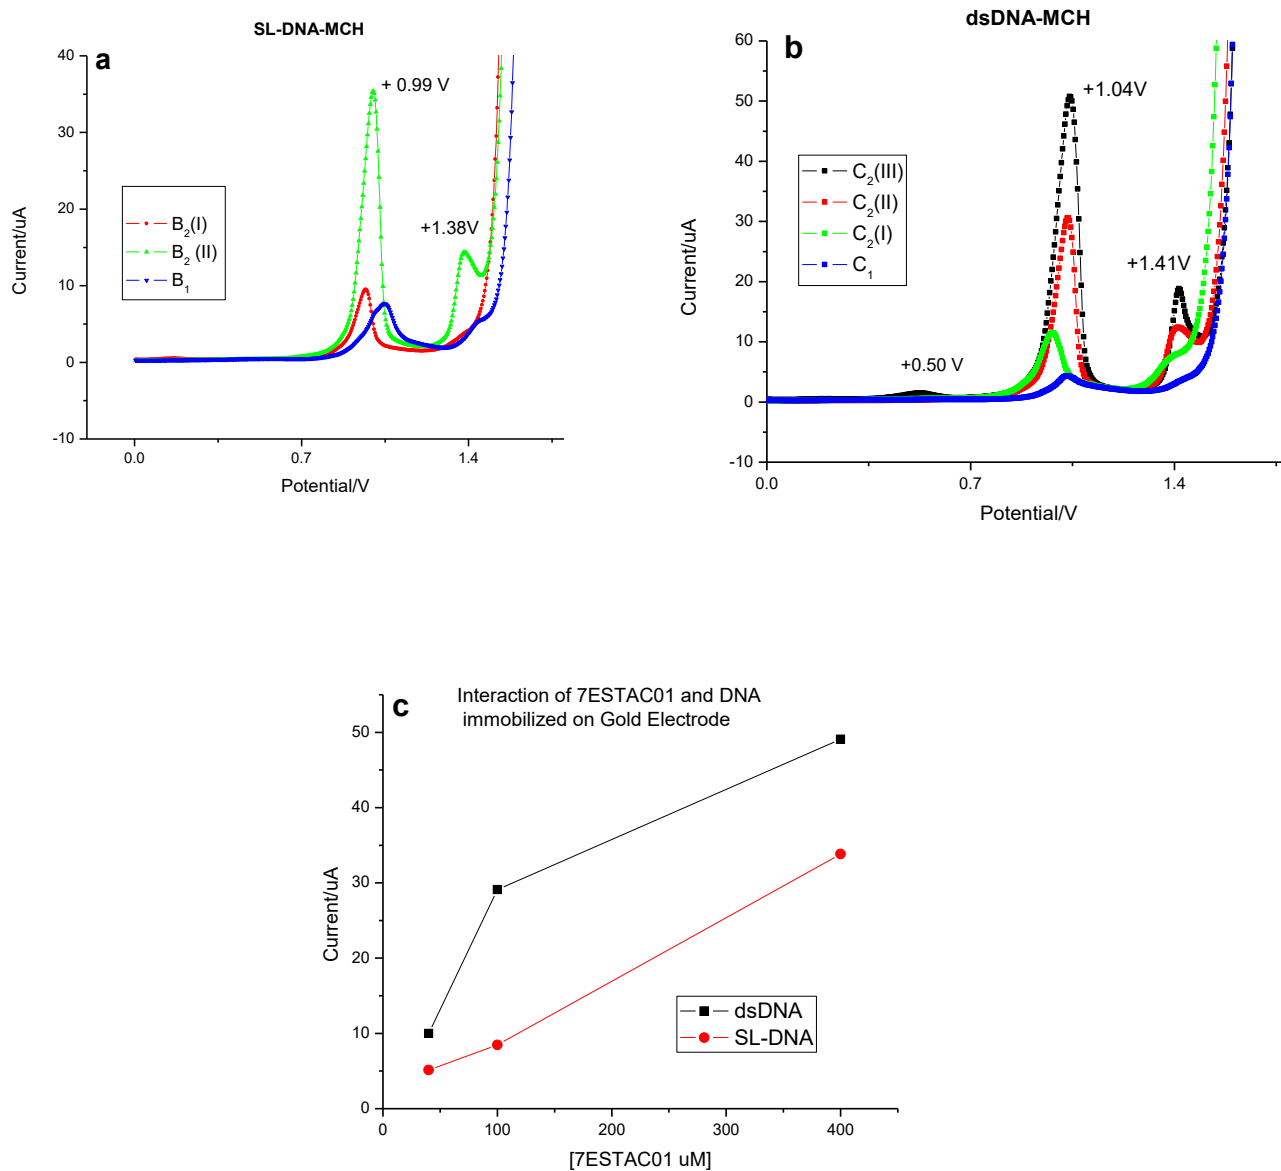 SL-DNA-MCH
a
40
30
20
10
0
-10
0.0
0.7
1.4
Current/uA
Potential/V
+ 0.99 V
+1.38V
B₂(I)
B₂ (II)
B₁
dsDNA-MCH
b
60
50
40
30
20
10
0
-10
0.0
0.7
1.4
Current/uA
Potential/V
+1.04V
+1.41V
+0.50 V
C₂(III)
C₂(II)
C₂(I)
C₁
c
Interaction of 7ESTAC01 and DNA
immobilized on Gold Electrode
50
40
30
20
10
0
0
100
200
300
400
Current/uA
[7ESTAC01 uM]
dsDNA
SL-DNA